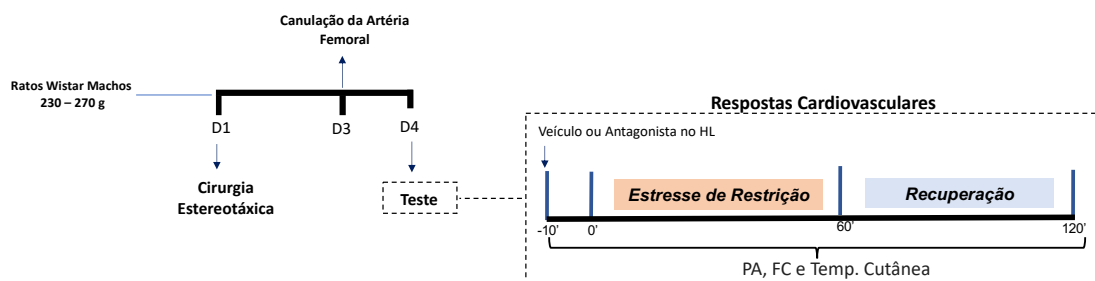 Canulação da Artéria
Femoral
Ratos Wistar Machos
230 – 270 g
D1
D3
D4
Cirurgia
Estereotáxica
Teste
Respostas Cardiovasculares
Veículo ou Antagonista no HL
Estresse de Restrição
Recuperação
-10'
0'
60'
120'
PA, FC e Temp. Cutânea